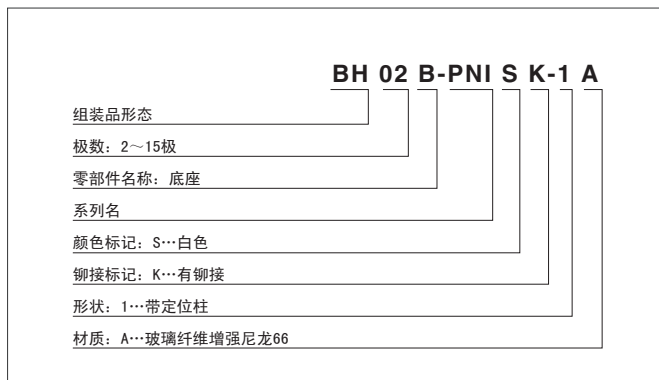 BH 02 B-PNI S K-1 A
组装品形态
极数：2～15极
零部件名称：底座
系列名
颜色标记：S…白色
铆接标记：K…有铆接
形状：1…带定位柱
材质：A…玻璃纤维增强尼龙66